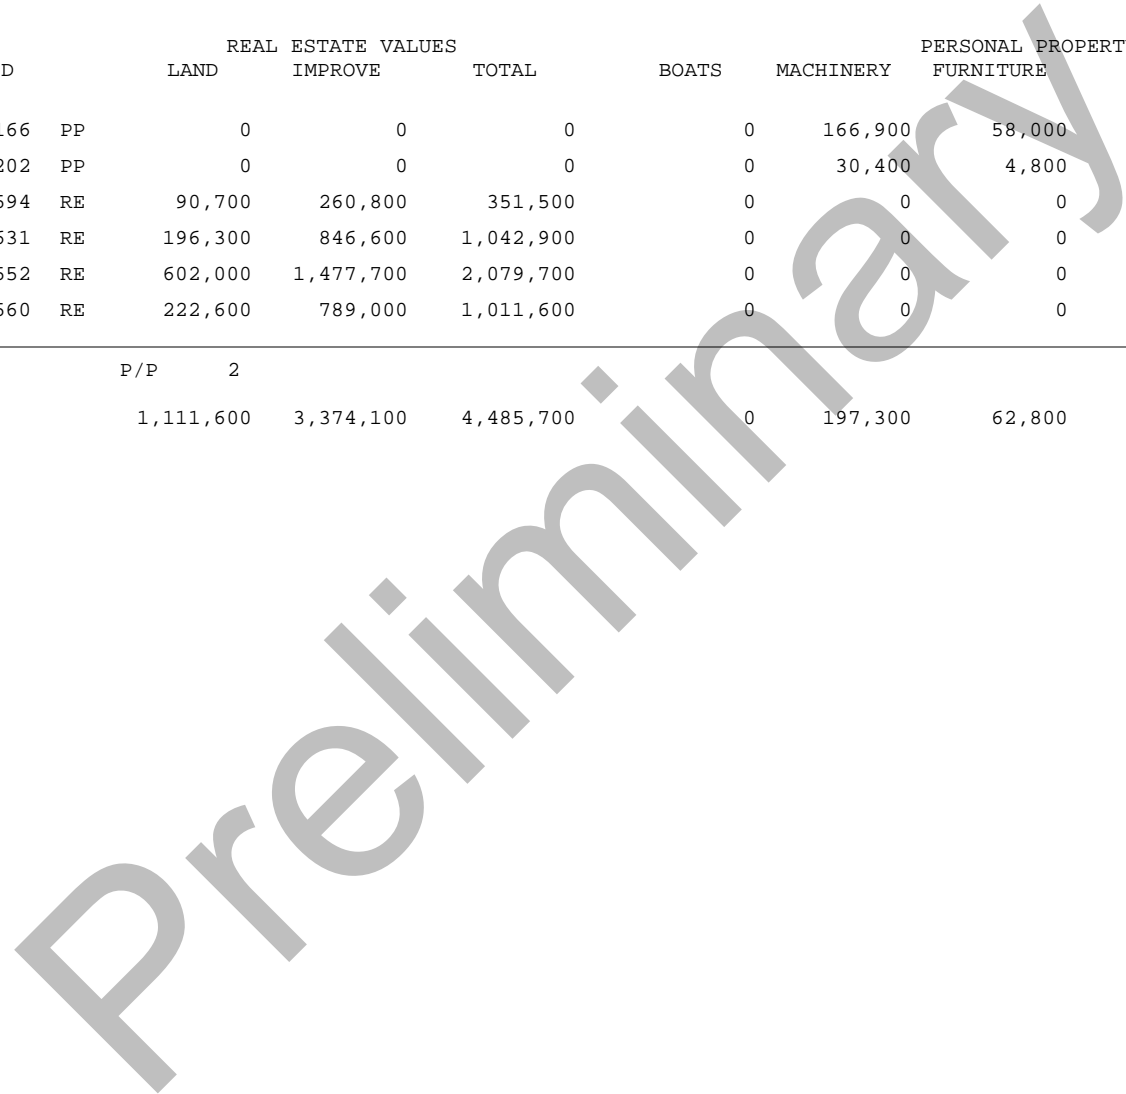 REAL ESTATE VALUES PERSONAL PROPERT
D LAND IMPROVE TOTAL BOATS MACHINERY FURNITURE
166 PP 0 0 0 0 166,900 58,000
202 PP 0 0 0 0 30,400 4,800
594 RE 90,700 260,800 351,500 0 0 0
531 RE 196,300 846,600 1,042,900 0 0 0
552 RE 602,000 1,477,700 2,079,700 0 0 0
560 RE 222,600 789,000 1,011,600 0 0 0
P/P 2
1,111,600 3,374,100 4,485,700 0 197,300 62,800
Preliminary